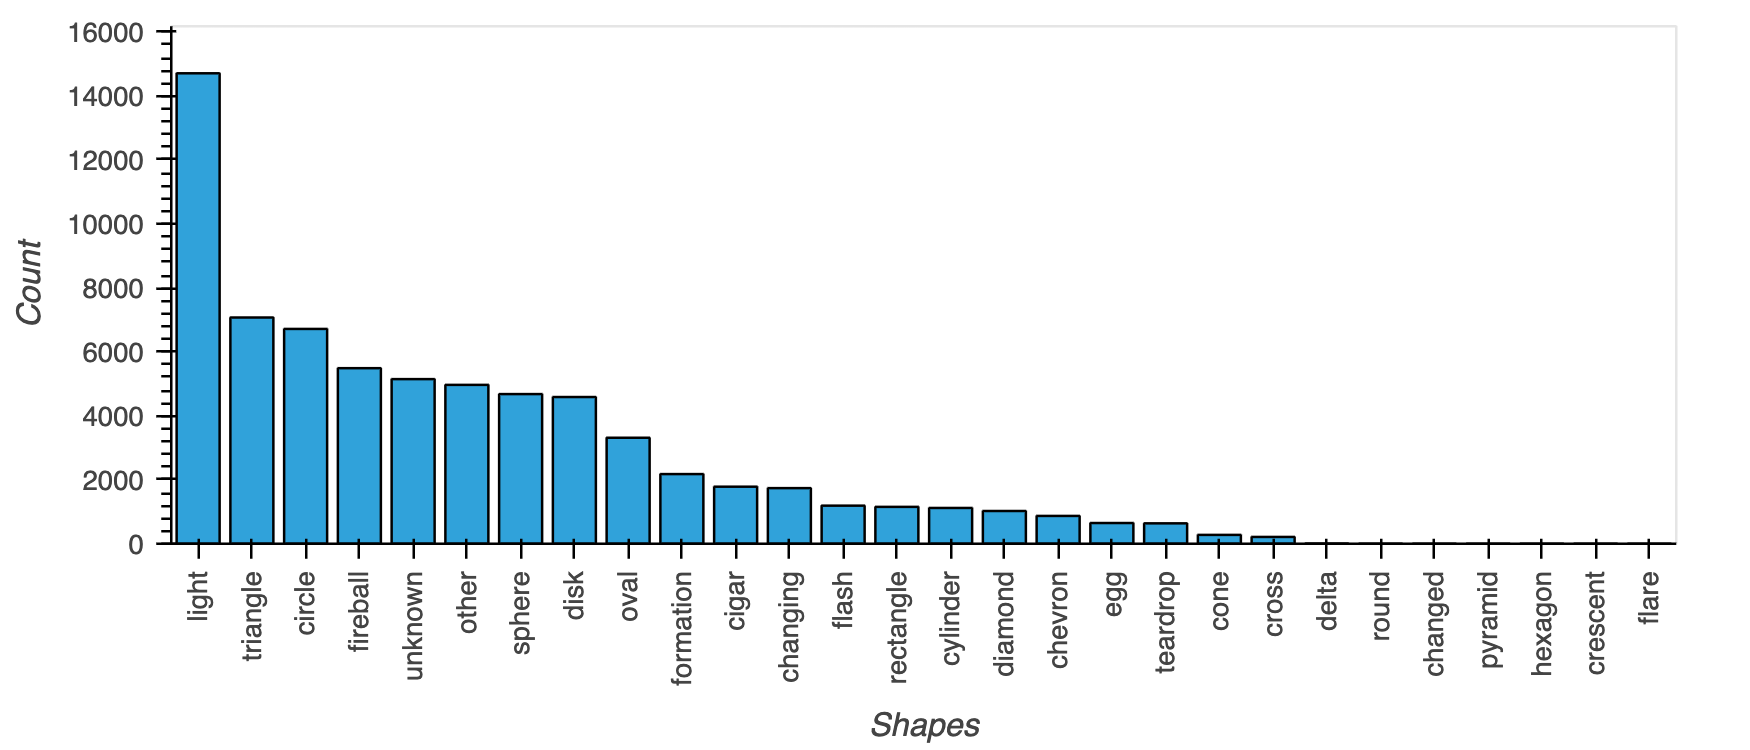 16000
14000
12000
10000
8000
6000
4000
2000
0
Count
light
triangle
circle
fireball
unknown
other
sphere
disk
oval
formation
cigar
changing
flash
rectangle
cylinder
diamond
chevron
egg
teardrop
cone
cross
delta
round
changed
pyramid
hexagon
crescent
flare
Shapes